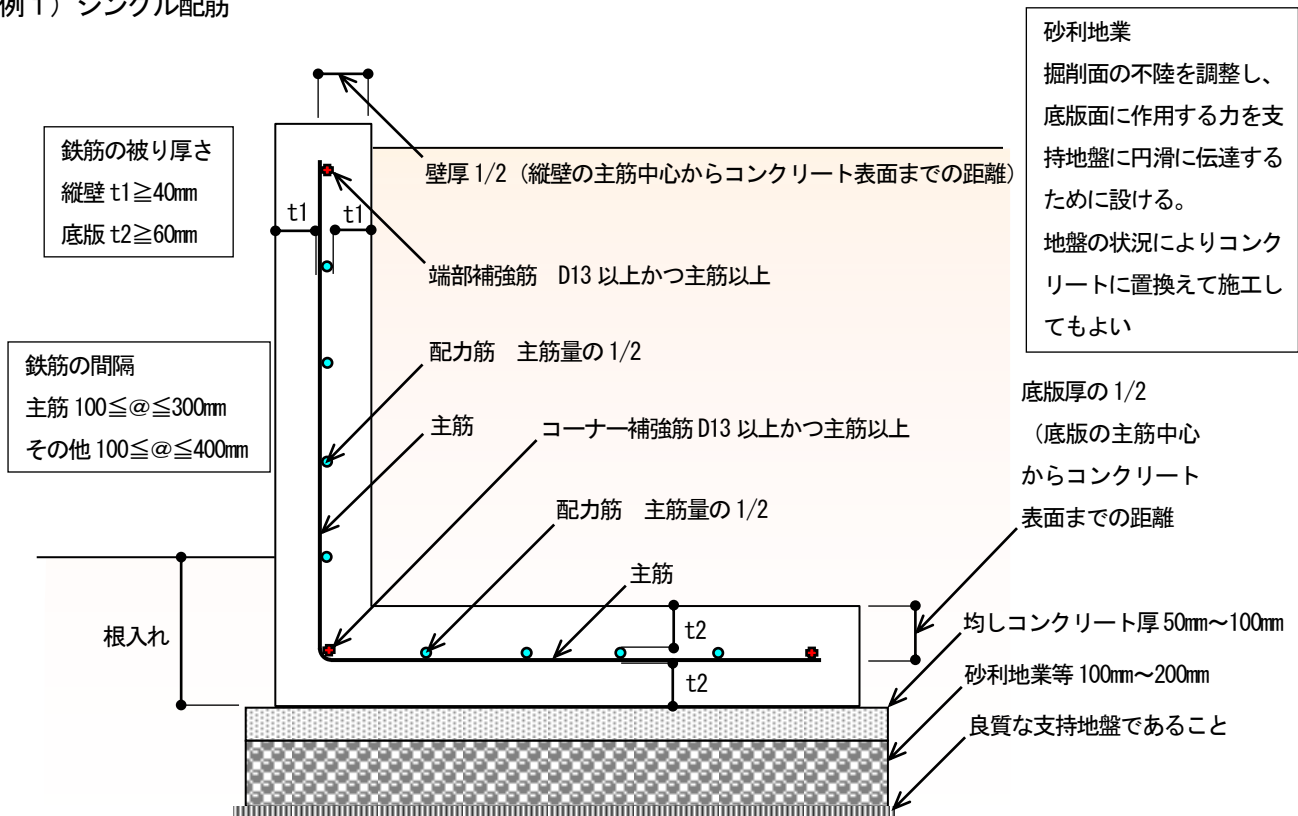 例1）シングル配筋
砂利地業
掘削面の不陸を調整し、
底版面に作用する力を支
持地盤に円滑に伝達する
ために設ける。
地盤の状況によりコンク
リートに置換えて施工し
てもよい
鉄筋の被り厚さ
縦壁 t1≧40mm
底版 t2≧60mm
壁厚 1/2（縦壁の主筋中心からコンクリート表面までの距離）
t1
t1
端部補強筋　D13 以上かつ主筋以上
鉄筋の間隔
主筋 100≦@≦300mm
その他 100≦@≦400mm
配力筋　主筋量の 1/2
主筋
コーナー補強筋 D13 以上かつ主筋以上
底版厚の 1/2
（底版の主筋中心
からコンクリート
表面までの距離
配力筋　主筋量の 1/2
主筋
根入れ
t2
t2
均しコンクリート厚 50mm～100mm
砂利地業等 100mm～200mm
良質な支持地盤であること